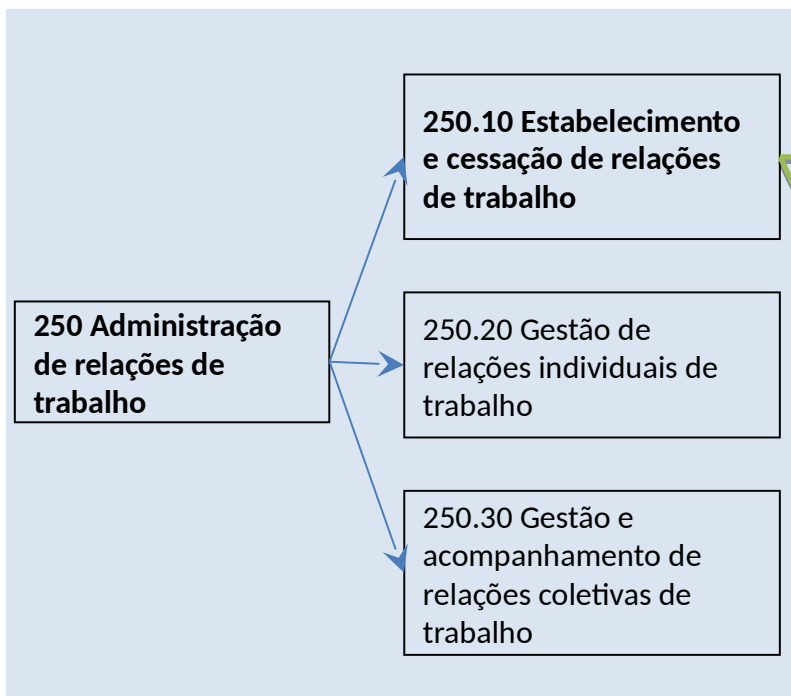 250.10 Estabelecimento
e cessação de relações
de trabalho
250 Administração
de relações de
trabalho
250.20 Gestão de
relações individuais de
trabalho
250.30 Gestão e
acompanhamento de
relações coletivas de
trabalho